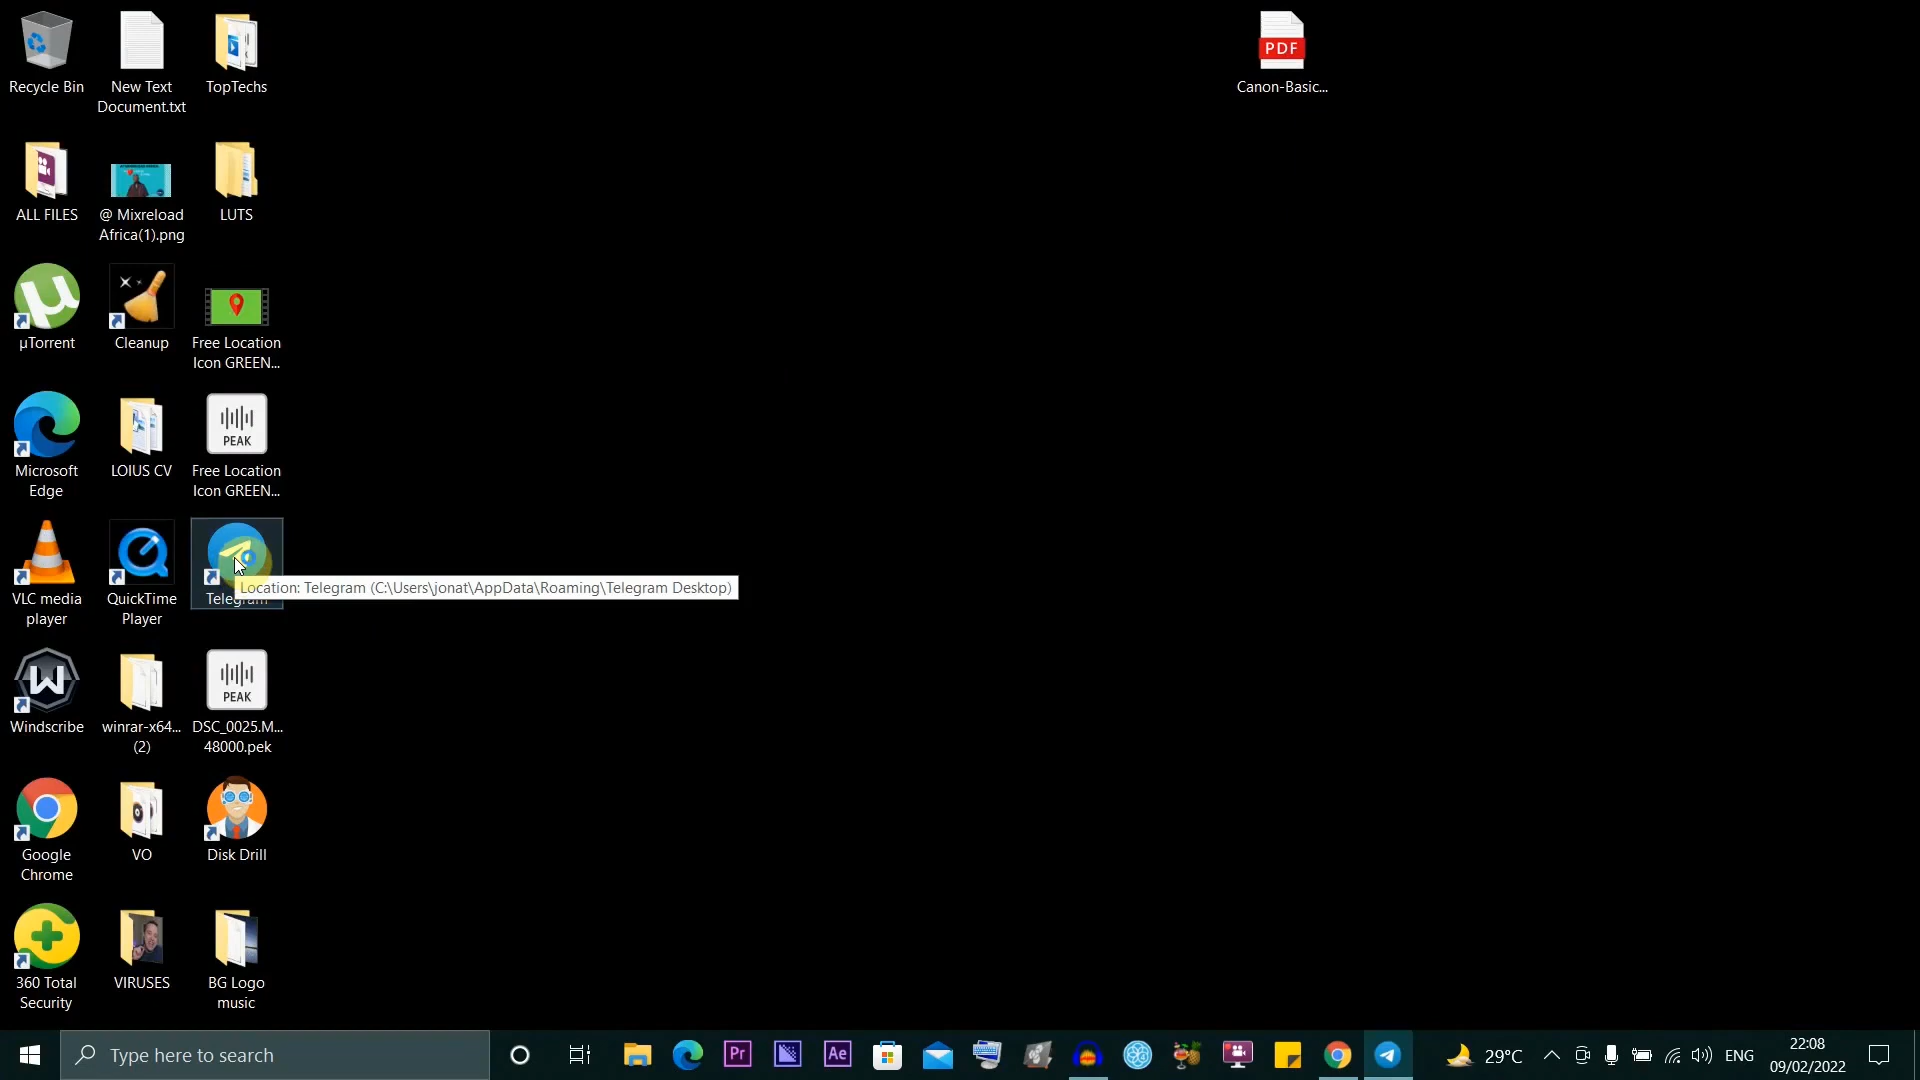 Recycle Bin
New Text
Document.txt
TopTechs
PDF
Canon-Basic...
ALL FILES
@ Mixreload
Africa(1).png
LUTS
µTorrent
Cleanup
Free Location
Icon GREEN...
Microsoft
Edge
LOIUS CV
PEAK
Free Location
Icon GREEN...
VLC media
player
QuickTime
Player
Telegram
Location: Telegram (C:\Users\jonat\AppData\Roaming\Telegram Desktop)
Windscribe
winrar-x64...
(2)
PEAK
DSC_0025.M...
48000.pek
Google
Chrome
VO
Disk Drill
360 Total
Security
VIRUSES
BG Logo
music
Type here to search
Pr
Ae
29°C
ENG
22:08
09/02/2022